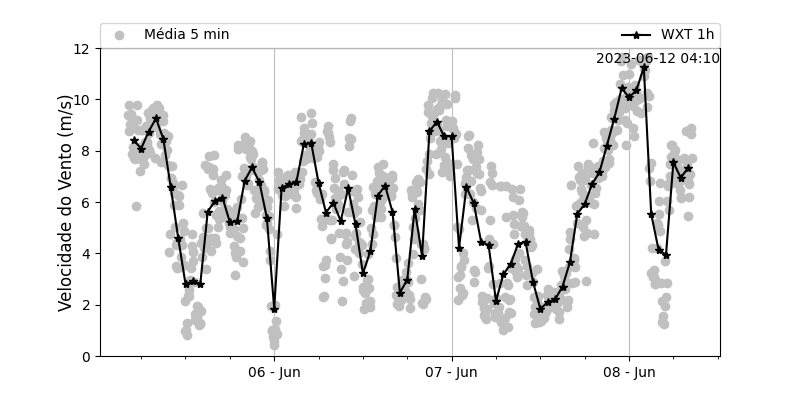 Média 5 min
WXT 1h
2023-06-12 04:10
Velocidade do Vento (m/s)
12
10
8
6
4
2
0
06 - Jun
07 - Jun
08 - Jun